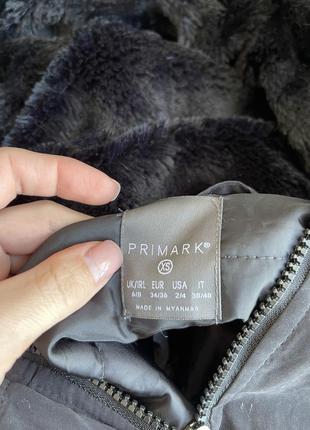 PRIMARK®
XS
UK/IRL EUR USA IT
6/8 34/36 2/4 38/40
MADE IN MYANMAR